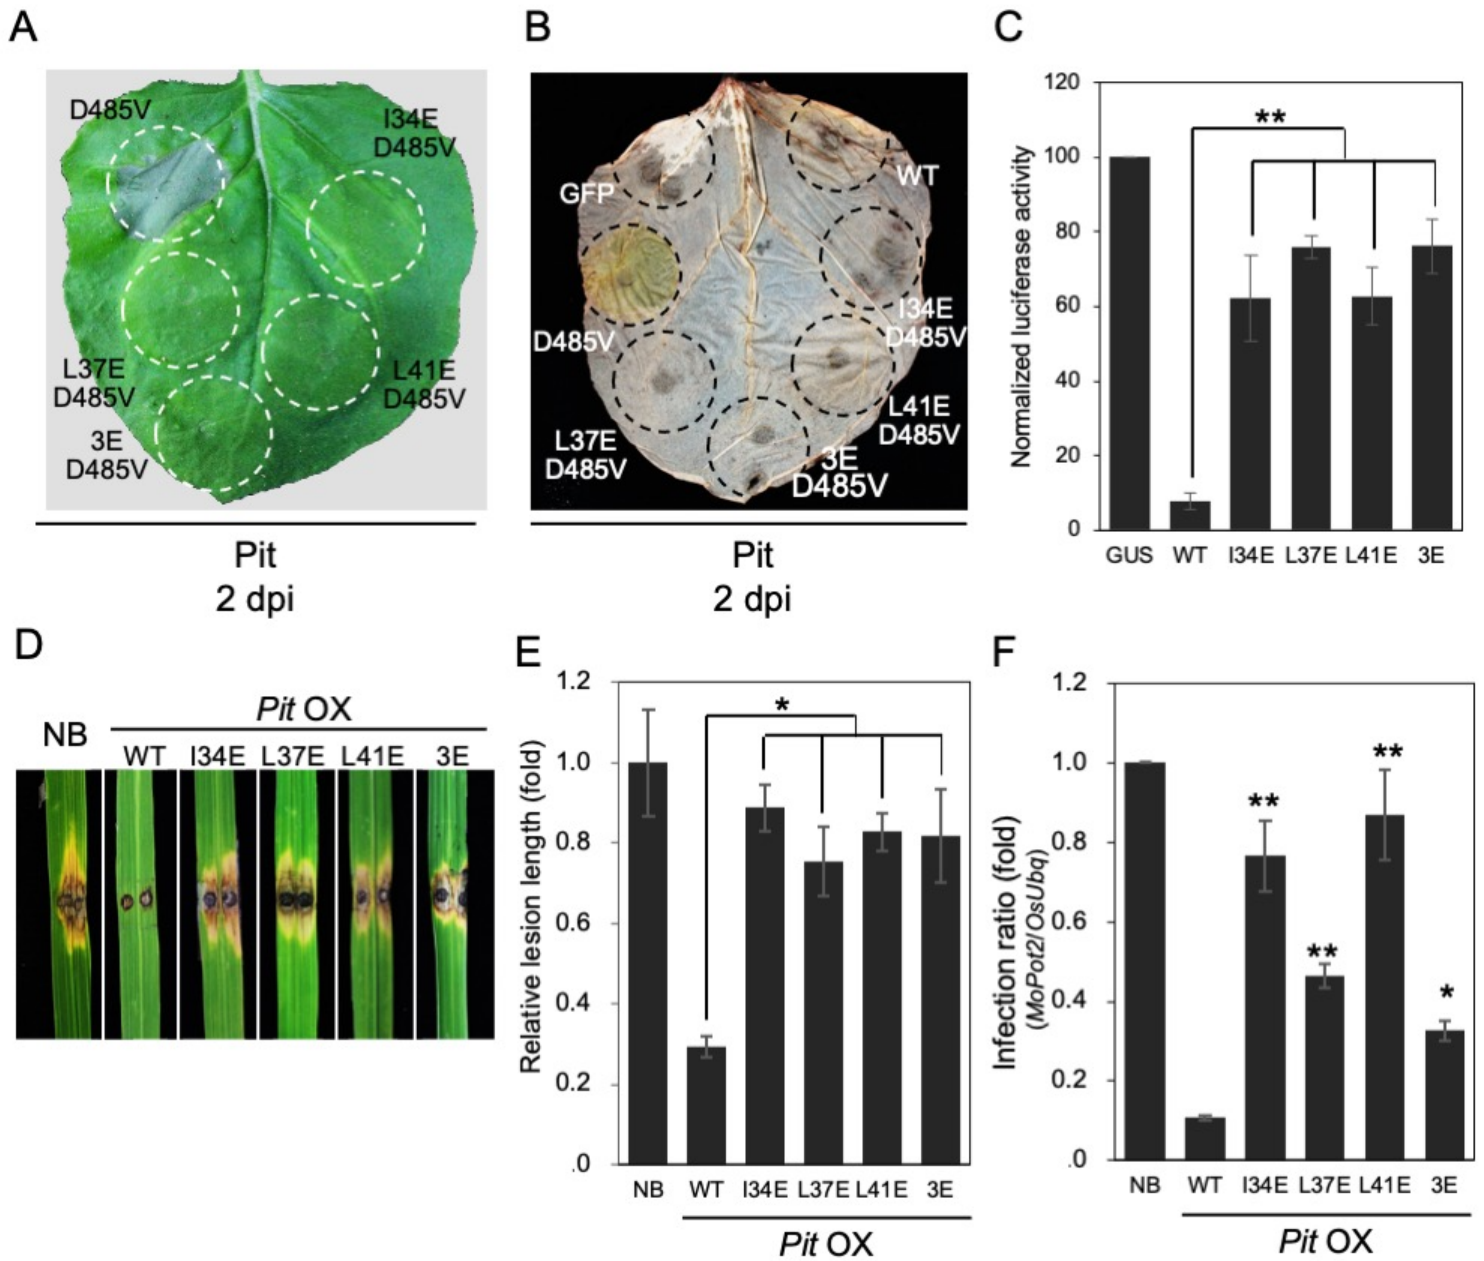 A
D485V
I34E
D485V
L37E
D485V
L41E
D485V
3E
D485V
Pit
2 dpi
B
GFP
WT
D485V
I34E
D485V
L37E
D485V
L41E
D485V
3E
D485V
Pit
2 dpi
C
Normalized luciferase activity
120
100
80
60
40
20
0
**
GUS WT I34E L37E L41E 3E
D
NB
Pit OX
WT I34E L37E L41E 3E
E
Relative lesion length (fold)
1.2
1.0
0.8
0.6
0.4
0.2
.0
*
NB WT I34E L37E L41E 3E
Pit OX
F
Infection ratio (fold)
(MoPot2/OsUbq)
1.2
1.0
0.8
0.6
0.4
0.2
.0
**
**
**
*
NB WT I34E L37E L41E 3E
Pit OX